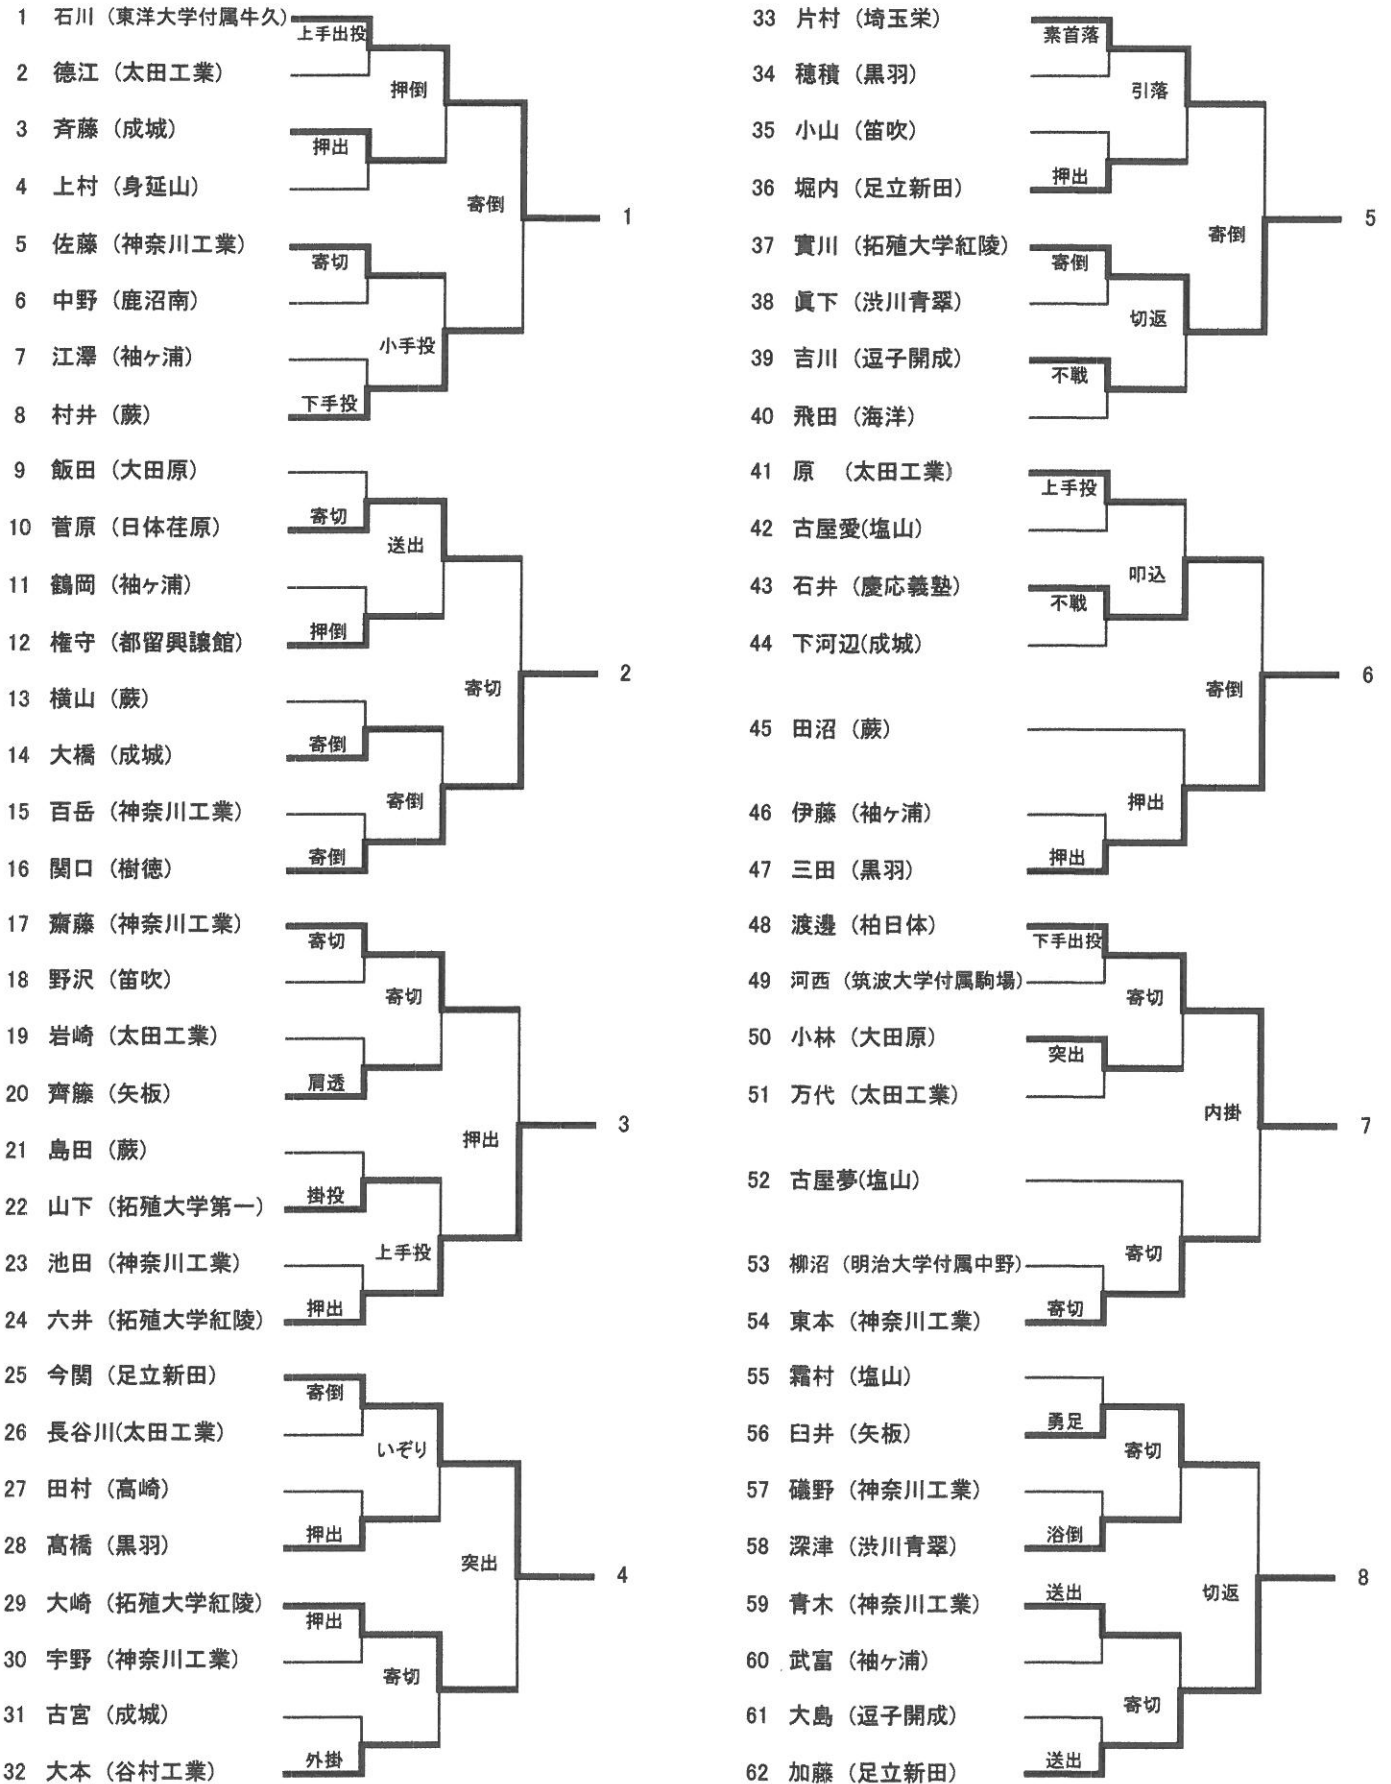 1 石川（東洋大学付属牛久）
上手出投
2 德江（太田工業）
押倒
3 斉藤（成城）
押出
4 上村（身延山）
寄倒
1
5 佐藤（神奈川工業）
寄切
6 中野（鹿沼南）
小手投
7 江澤（袖ヶ浦）
下手投
8 村井（蕨）
9 飯田（大田原）
寄切
10 菅原（日体荏原）
送出
11 鶴岡（袖ヶ浦）
押倒
12 権守（都留興譲館）
寄切
2
13 横山（蕨）
寄倒
14 大橋（成城）
寄倒
15 百岳（神奈川工業）
寄倒
16 関口（樹徳）
17 齋藤（神奈川工業）
寄切
18 野沢（笛吹）
寄切
19 岩崎（太田工業）
肩透
20 齊籐（矢板）
押出
3
21 島田（蕨）
掛投
22 山下（拓殖大学第一）
上手投
23 池田（神奈川工業）
押出
24 六井（拓殖大学紅陵）
25 今関（足立新田）
寄倒
26 長谷川(太田工業）
いぞり
27 田村（高崎）
押出
28 髙橋（黒羽）
突出
4
29 大崎（拓殖大学紅陵）
押出
30 宇野（神奈川工業）
寄切
31 古宮（成城）
外掛
32 大本（谷村工業）
33 片村（埼玉栄）
素首落
34 穂積（黒羽）
引落
35 小山（笛吹）
押出
36 堀内（足立新田）
寄倒
5
37 實川（拓殖大学紅陵）
寄倒
38 眞下（渋川青翠）
切返
39 吉川（逗子開成）
不戦
40 飛田（海洋）
41 原　（太田工業）
上手投
42 古屋愛(塩山）
叩込
43 石井（慶応義塾）
不戦
44 下河辺(成城）
寄倒
6
45 田沼（蕨）
押出
46 伊藤（袖ヶ浦）
押出
47 三田（黒羽）
48 渡邉（柏日体）
下手出投
49 河西（筑波大学付属駒場）
寄切
50 小林（大田原）
突出
51 万代（太田工業）
内掛
7
52 古屋夢(塩山）
寄切
53 柳沼（明治大学付属中野）
寄切
54 東本（神奈川工業）
55 霜村（塩山）
勇足
56 臼井（矢板）
寄切
57 礒野（神奈川工業）
浴倒
58 深津（渋川青翠）
切返
8
送出
59 青木（神奈川工業）
60 武富（袖ヶ浦）
寄切
61 大島（逗子開成）
送出
62 加藤（足立新田）